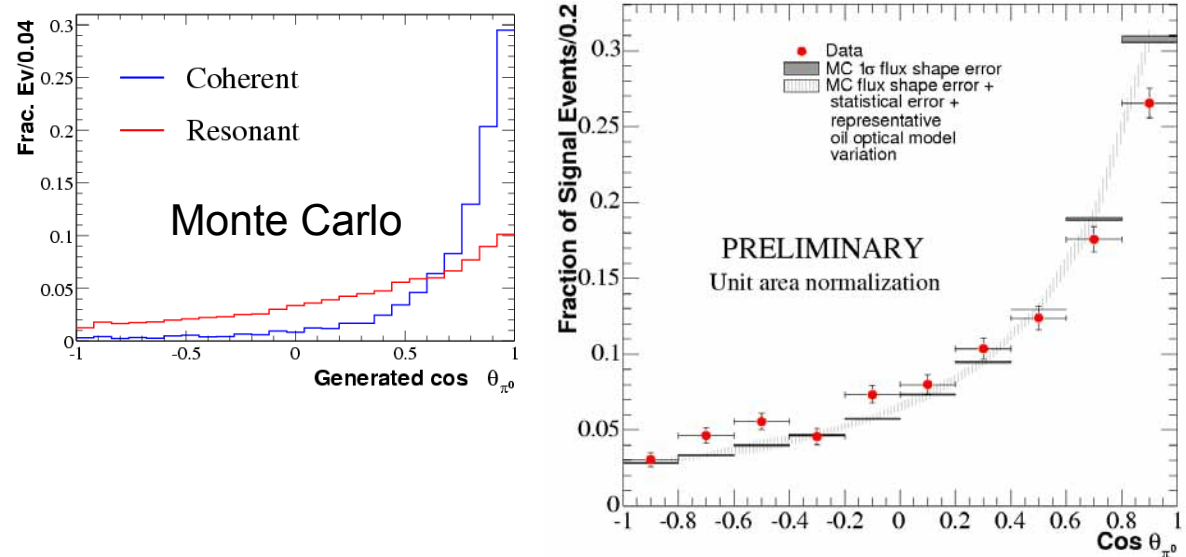 Frac. Ev/0.04
0.3
0.25
0.2
0.15
0.1
0.05
0
Coherent
Resonant
Monte Carlo
-1
-0.5
0
0.5
1
Generated cos θπ⁰
Fraction of Signal Events/0.2
0.3
0.25
0.2
0.15
0.1
0.05
0
Data
MC 1σ flux shape error
MC flux shape error +
statistical error +
representative
oil optical model
variation
PRELIMINARY
Unit area normalization
-1
-0.8
-0.6
-0.4
-0.2
0
0.2
0.4
0.6
0.8
1
Cos θπ⁰